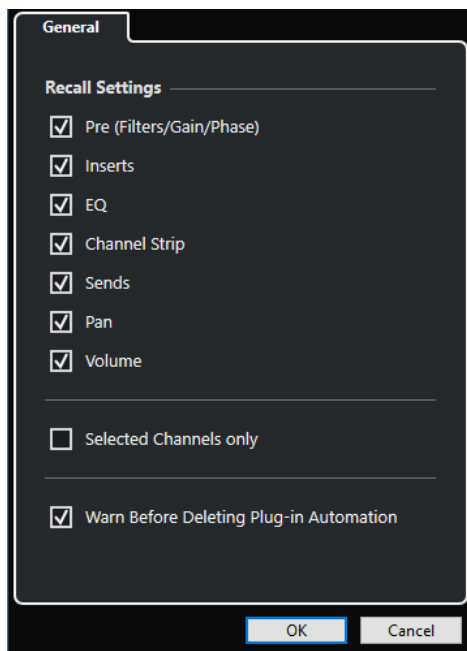 General
Recall Settings
Pre (Filters/Gain/Phase)
Inserts
EQ
Channel Strip
Sends
Pan
Volume
Selected Channels only
Warn Before Deleting Plug-in Automation
OK Cancel